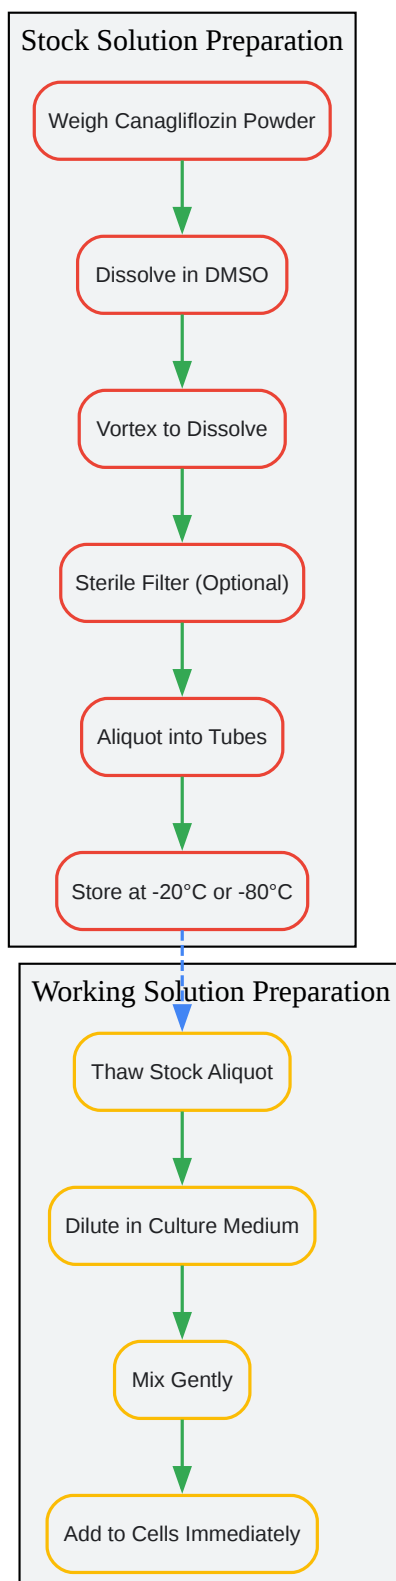 Stock Solution Preparation
Weigh Canagliflozin Powder
Dissolve in DMSO
Vortex to Dissolve
Sterile Filter (Optional)
Aliquot into Tubes
Store at -20°C or -80°C
Working Solution Preparation
Thaw Stock Aliquot
Dilute in Culture Medium
Mix Gently
Add to Cells Immediately